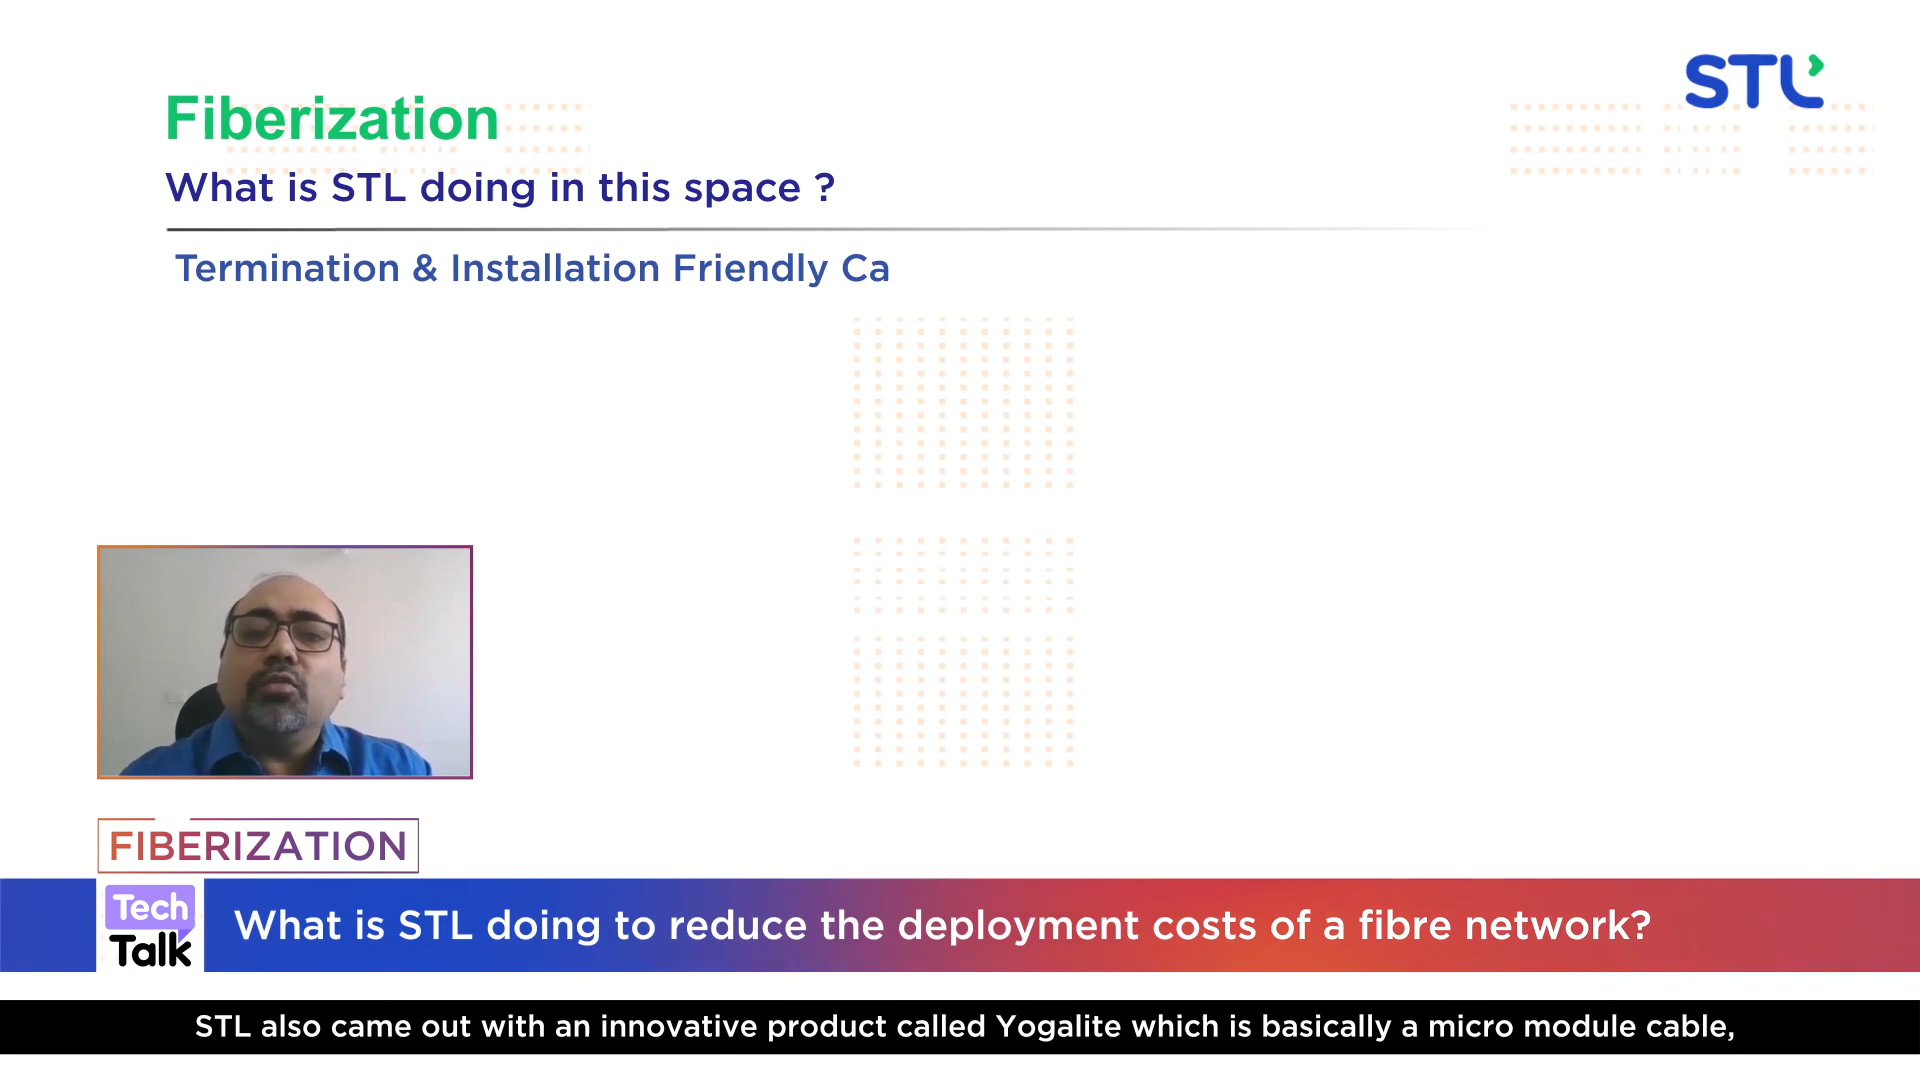 STL
Fiberization
What is STL doing in this space ?
Termination & Installation Friendly Ca
FIBERIZATION
Tech
Talk
What is STL doing to reduce the deployment costs of a fibre network?
STL also came out with an innovative product called Yogalite which is basically a micro module cable,